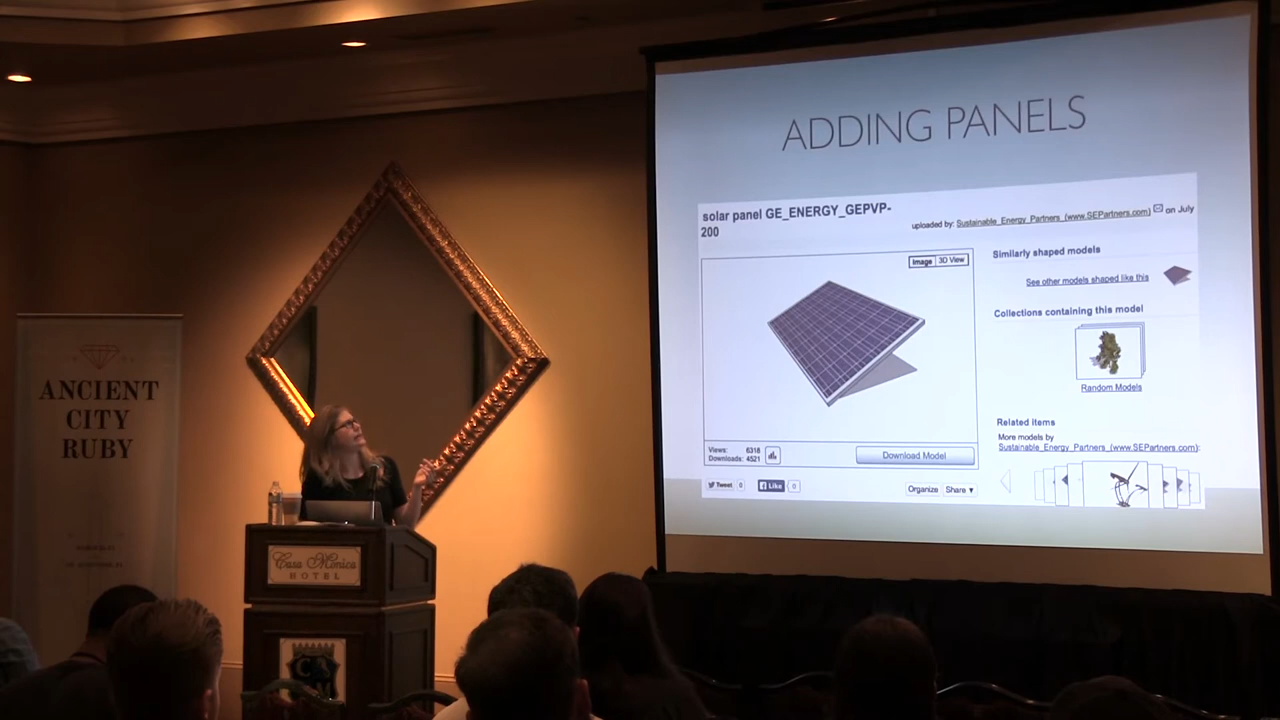 ADDING PANELS
solar panel GE_ENERGY_GEPVP-
200
uploaded by: Sustainable_Energy_Partners_(www.SEPartners.com) on July
Image 3D View
Similarly shaped models
See other models shaped like this
Collections containing this model
Random Models
Related items
More models by
Sustainable_Energy_Partners_(www.SEPartners.com):
Views: 6318
Downloads: 4521
Download Model
Tweet 0 Like 0
Organize Share
ANCIENT
CITY
RUBY
Casa Monica
HOTEL